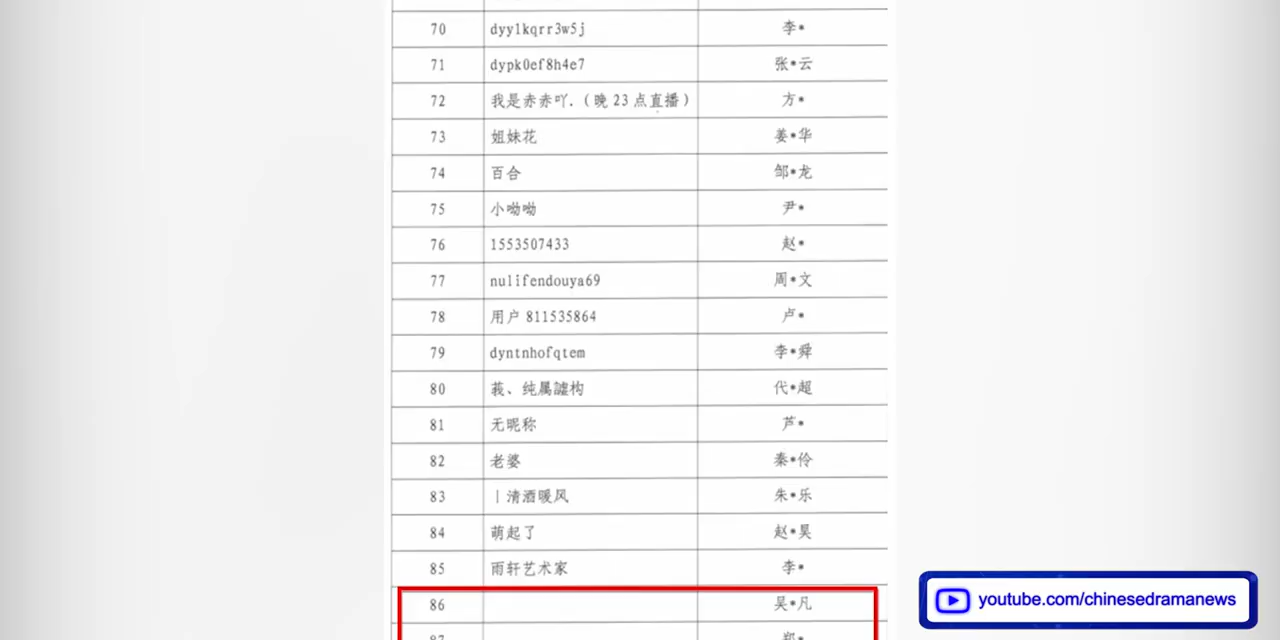 70 dyylkqrr3w5j 李*
71 dypk0ef8h4e7 张*云
72 我是赤赤吖.(晚23点直播) 方*
73 姐妹花 姜*华
74 百合 邹*龙
75 小呦呦 尹*
76 1553507433 赵*
77 nulifendouya69 周*文
78 用户811535864 卢*
79 dyntnhofqtem 李*舜
80 莪、纯属謔构 代*超
81 无昵称 芦*
82 老婆 秦*伶
83 丨清酒暖风 朱*乐
84 萌起了 赵*昊
85 雨轩艺术家 李*
86 吴*凡
87 郑*
youtube.com/chinesedramanews